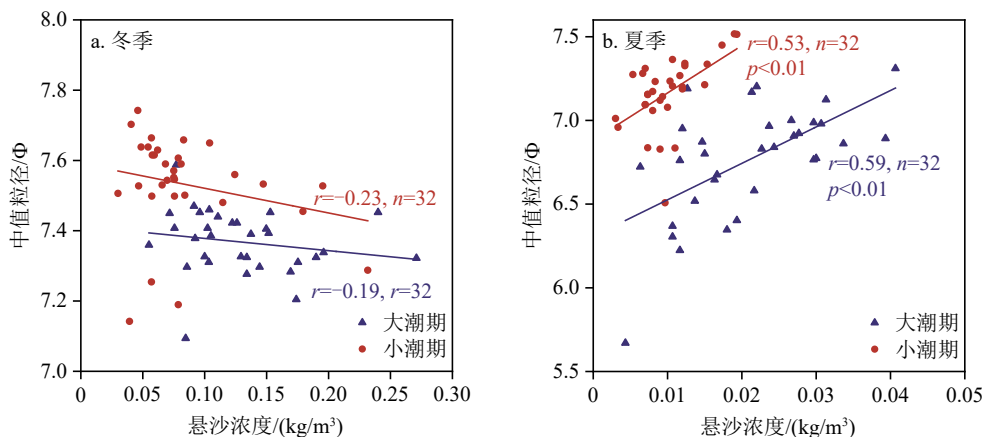 a. 冬季
8.0
7.8
7.6
7.4
7.2
7.0
中值粒径/Φ
r=−0.23, n=32
r=−0.19, r=32
大潮期
小潮期
0
0.05
0.10
0.15
0.20
0.25
0.30
悬沙浓度/(kg/m³)
b. 夏季
7.5
7.0
6.5
6.0
5.5
中值粒径/Φ
r=0.53, n=32
p<0.01
r=0.59, n=32
p<0.01
大潮期
小潮期
0
0.01
0.02
0.03
0.04
0.05
悬沙浓度/(kg/m³)